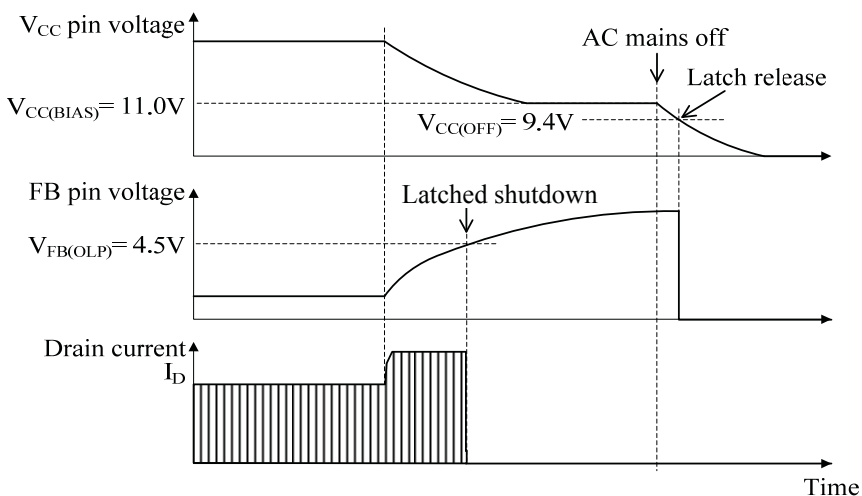 VCC pin voltage
AC mains off
Latch release
VCC(BIAS)= 11.0V
VCC(OFF)= 9.4V
FB pin voltage
Latched shutdown
VFB(OLP)= 4.5V
Drain current
ID
Time